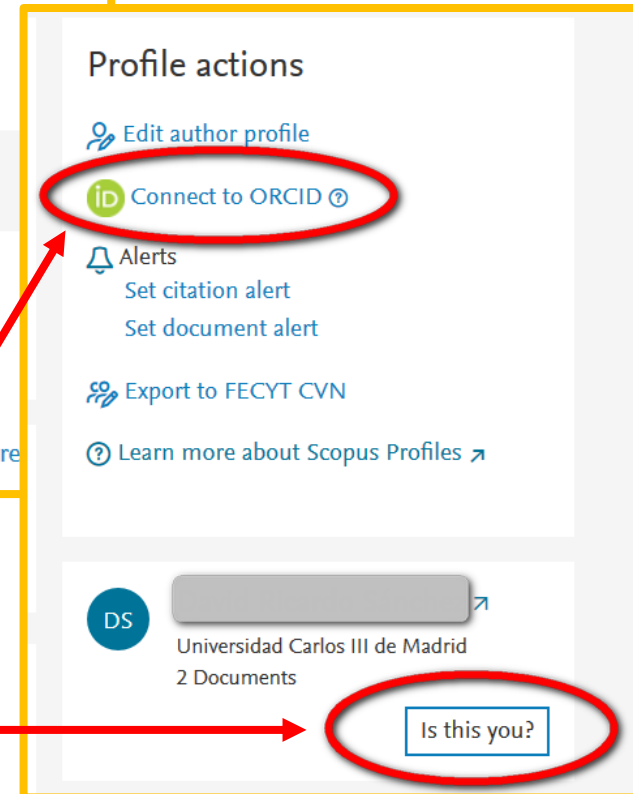 Profile actions
Edit author profile
iD Connect to ORCID ?
Alerts
Set citation alert
Set document alert
Export to FECYT CVN
re
? Learn more about Scopus Profiles
DS
Universidad Carlos III de Madrid
2 Documents
Is this you?